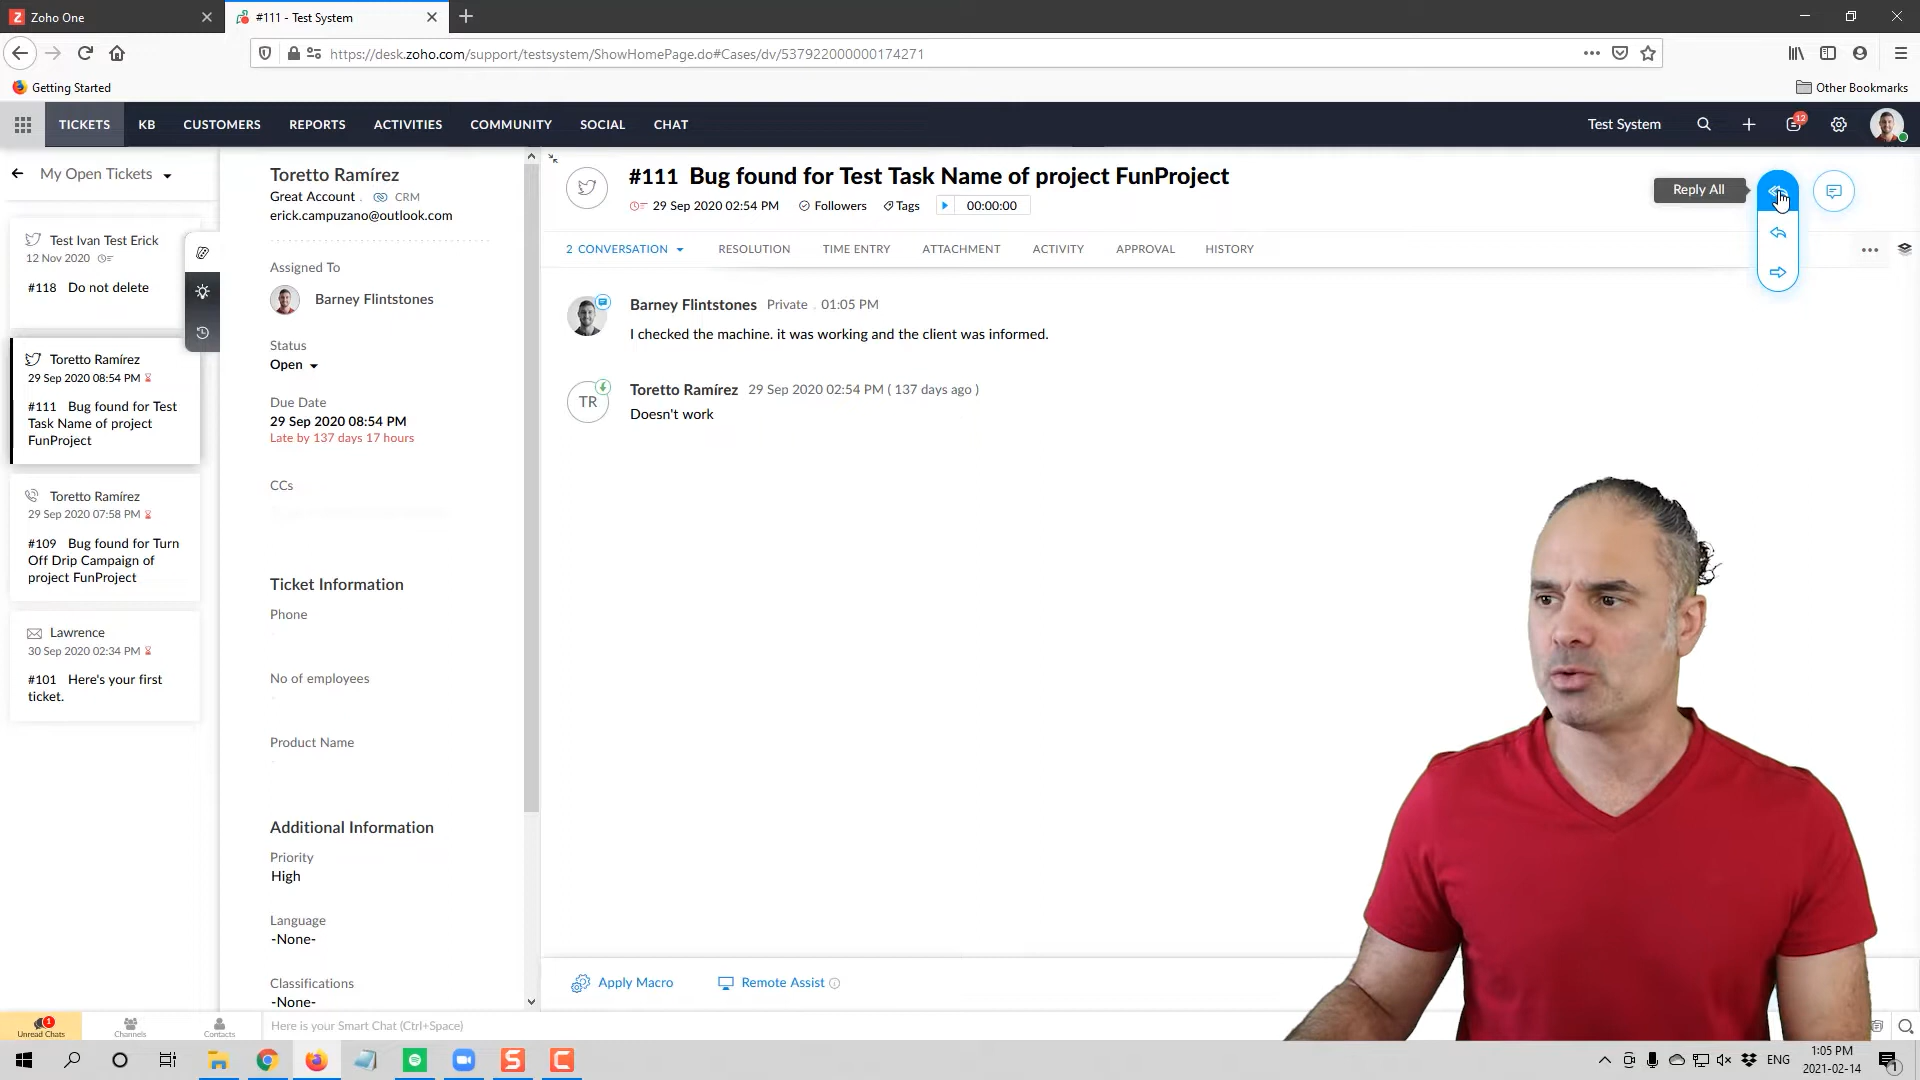 Zoho One
#111 - Test System
https://desk.zoho.com/support/testsystem/ShowHomePage.do#Cases/dv/537922000000174271
Getting Started
Other Bookmarks
TICKETS KB CUSTOMERS REPORTS ACTIVITIES COMMUNITY SOCIAL CHAT
Test System
12
My Open Tickets
Test Ivan Test Erick
12 Nov 2020
#118 Do not delete
Toretto Ramírez
29 Sep 2020 08:54 PM
#111 Bug found for Test
Task Name of project
FunProject
Toretto Ramírez
29 Sep 2020 07:58 PM
#109 Bug found for Turn
Off Drip Campaign of
project FunProject
Lawrence
30 Sep 2020 02:34 PM
#101 Here's your first
ticket.
Toretto Ramírez
Great Account CRM
erick.campuzano@outlook.com
Assigned To
Barney Flintstones
Status
Open
Due Date
29 Sep 2020 08:54 PM
Late by 137 days 17 hours
CCs
Ticket Information
Phone
No of employees
Product Name
Additional Information
Priority
High
Language
-None-
Classifications
-None-
#111 Bug found for Test Task Name of project FunProject
29 Sep 2020 02:54 PM Followers Tags 00:00:00
Reply All
2 CONVERSATION RESOLUTION TIME ENTRY ATTACHMENT ACTIVITY APPROVAL HISTORY
Barney Flintstones Private . 01:05 PM
I checked the machine. it was working and the client was informed.
TR
Toretto Ramírez 29 Sep 2020 02:54 PM ( 137 days ago )
Doesn't work
Apply Macro Remote Assist
1
Unread Chats Channels Contacts
Here is your Smart Chat (Ctrl+Space)
ENG
1:05 PM
2021-02-14
1